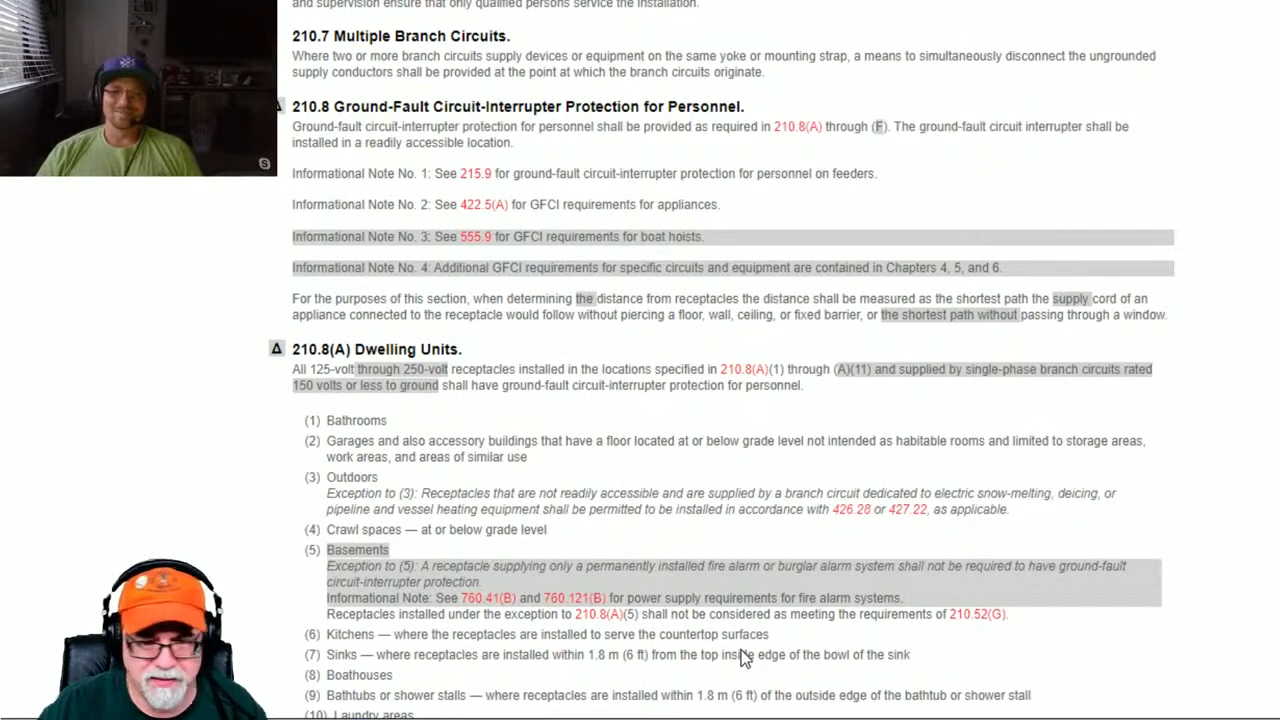 and supervision ensure that only qualified persons service the installation.
210.7 Multiple Branch Circuits.
Where two or more branch circuits supply devices or equipment on the same yoke or mounting strap, a means to simultaneously disconnect the ungrounded
supply conductors shall be provided at the point at which the branch circuits originate.
Δ 210.8 Ground-Fault Circuit-Interrupter Protection for Personnel.
Ground-fault circuit-interrupter protection for personnel shall be provided as required in 210.8(A) through (F). The ground-fault circuit interrupter shall be
installed in a readily accessible location.
Informational Note No. 1: See 215.9 for ground-fault circuit-interrupter protection for personnel on feeders.
Informational Note No. 2: See 422.5(A) for GFCI requirements for appliances.
Informational Note No. 3: See 555.9 for GFCI requirements for boat hoists.
Informational Note No. 4: Additional GFCI requirements for specific circuits and equipment are contained in Chapters 4, 5, and 6.
For the purposes of this section, when determining the distance from receptacles the distance shall be measured as the shortest path the supply cord of an
appliance connected to the receptacle would follow without piercing a floor, wall, ceiling, or fixed barrier, or the shortest path without passing through a window.
Δ 210.8(A) Dwelling Units.
All 125-volt through 250-volt receptacles installed in the locations specified in 210.8(A)(1) through (A)(11) and supplied by single-phase branch circuits rated
150 volts or less to ground shall have ground-fault circuit-interrupter protection for personnel.
(1) Bathrooms
(2) Garages and also accessory buildings that have a floor located at or below grade level not intended as habitable rooms and limited to storage areas,
work areas, and areas of similar use
(3) Outdoors
Exception to (3): Receptacles that are not readily accessible and are supplied by a branch circuit dedicated to electric snow-melting, deicing, or
pipeline and vessel heating equipment shall be permitted to be installed in accordance with 426.28 or 427.22, as applicable.
(4) Crawl spaces — at or below grade level
(5) Basements
Exception to (5): A receptacle supplying only a permanently installed fire alarm or burglar alarm system shall not be required to have ground-fault
circuit-interrupter protection.
Informational Note: See 760.41(B) and 760.121(B) for power supply requirements for fire alarm systems.
Receptacles installed under the exception to 210.8(A)(5) shall not be considered as meeting the requirements of 210.52(G).
(6) Kitchens — where the receptacles are installed to serve the countertop surfaces
(7) Sinks — where receptacles are installed within 1.8 m (6 ft) from the top inside edge of the bowl of the sink
(8) Boathouses
(9) Bathtubs or shower stalls — where receptacles are installed within 1.8 m (6 ft) of the outside edge of the bathtub or shower stall
(10) Laundry areas